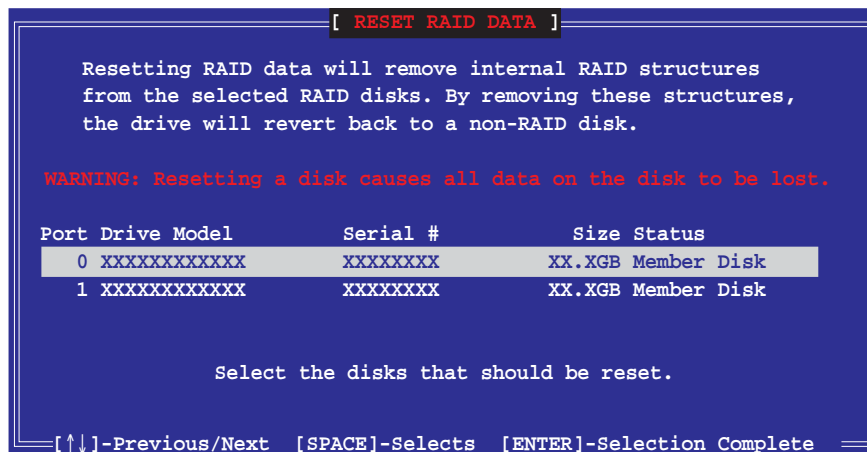 [ RESET RAID DATA ]
Resetting RAID data will remove internal RAID structures
from the selected RAID disks. By removing these structures,
the drive will revert back to a non-RAID disk.
WARNING: Resetting a disk causes all data on the disk to be lost.
Port Drive Model Serial # Size Status
0 XXXXXXXXXXXX XXXXXXXX XX.XGB Member Disk
1 XXXXXXXXXXXX XXXXXXXX XX.XGB Member Disk
Select the disks that should be reset.
[↑↓]-Previous/Next [SPACE]-Selects [ENTER]-Selection Complete